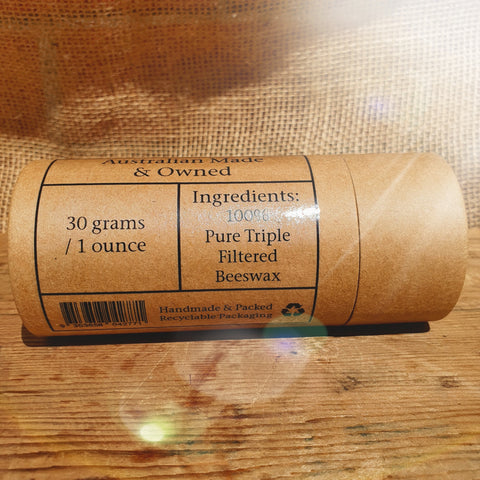 Australian Made
& Owned
30 grams
/ 1 ounce
Ingredients:
100%
Pure Triple
Filtered
Beeswax
Handmade & Packed
Recyclable Packaging